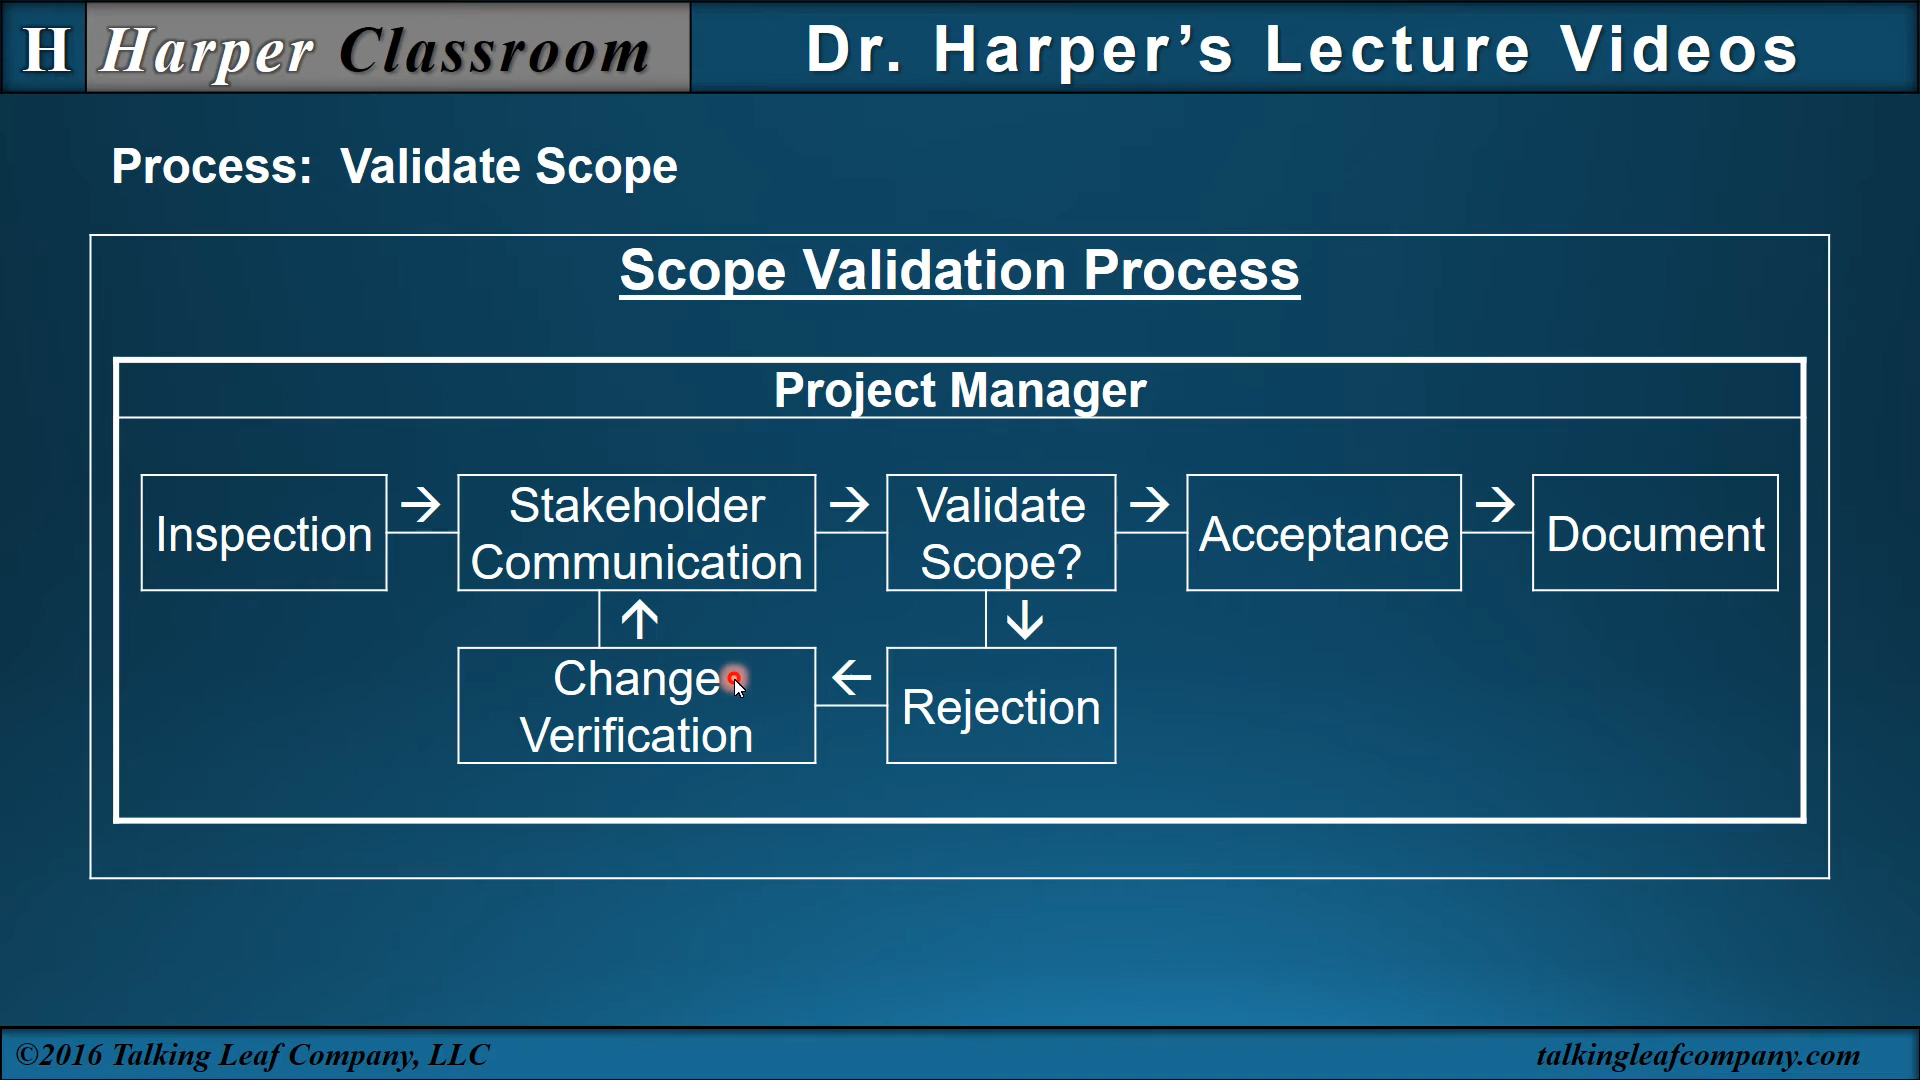 H Harper Classroom
Dr. Harper’s Lecture Videos
Process: Validate Scope
Scope Validation Process
Project Manager
Inspection
→
Stakeholder
Communication
→
Validate
Scope?
→
Acceptance
→
Document
↑
↓
Change
Verification
←
Rejection
©2016 Talking Leaf Company, LLC
talkingleafcompany.com